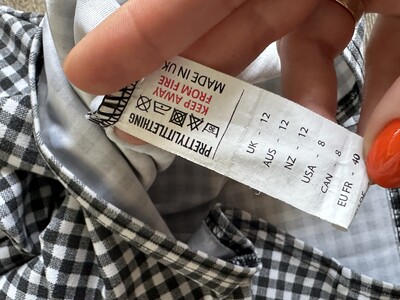 PRETTYLITTLETHING
KEEP AWAY
FROM FIRE
MADE IN UK
UK - 12
AUS - 12
NZ - 12
USA - 8
CAN - 8
EU FR - 40